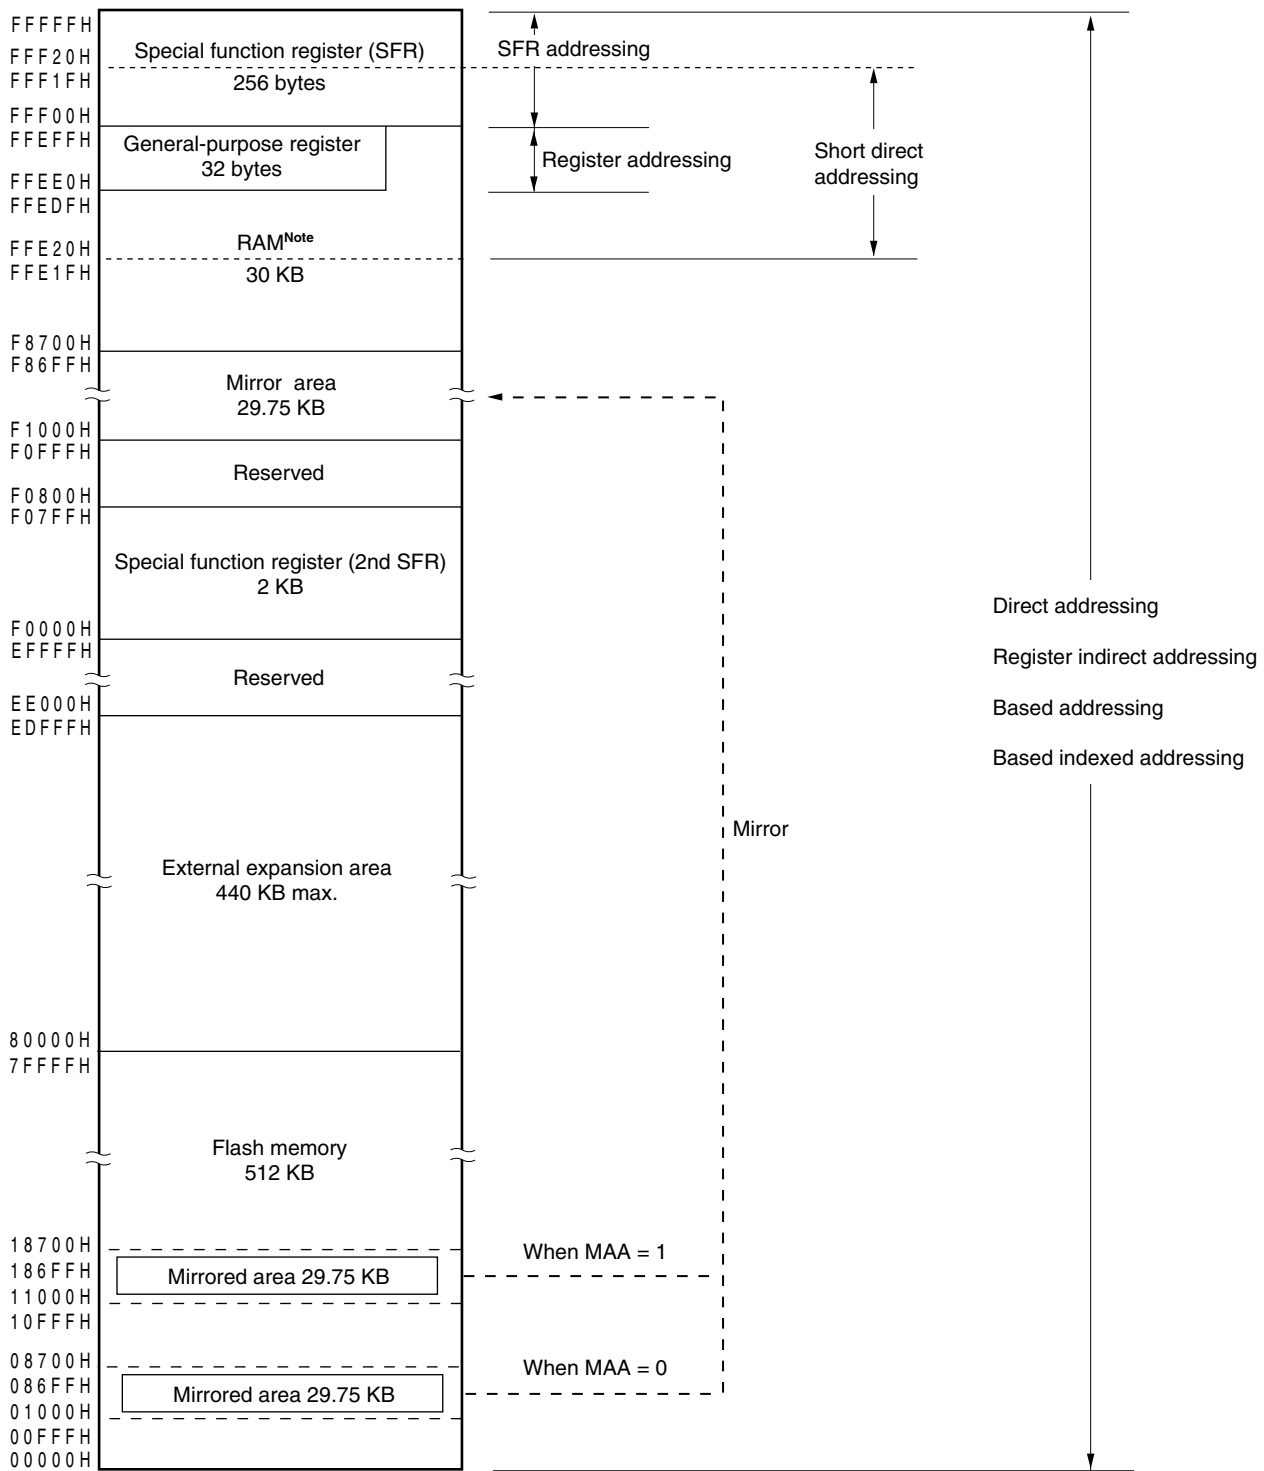 FFFFFH
FFF20H
FFF1FH
FFF00H
FFEFFH
FFEE0H
FFEDFH
FFE20H
FFE1FH
F8700H
F86FFH
F1000H
F0FFFH
F0800H
F07FFH
F0000H
EFFFFH
EE000H
EDFFFH
80000H
7FFFFH
18700H
186FFH
11000H
10FFFH
08700H
086FFH
01000H
00FFFH
00000H
Special function register (SFR)
256 bytes
General-purpose register
32 bytes
RAMNote
30 KB
Mirror area
29.75 KB
Reserved
Special function register (2nd SFR)
2 KB
Reserved
External expansion area
440 KB max.
Flash memory
512 KB
Mirrored area 29.75 KB
Mirrored area 29.75 KB
SFR addressing
Register addressing
Short direct
addressing
Mirror
When MAA = 1
When MAA = 0
Direct addressing
Register indirect addressing
Based addressing
Based indexed addressing